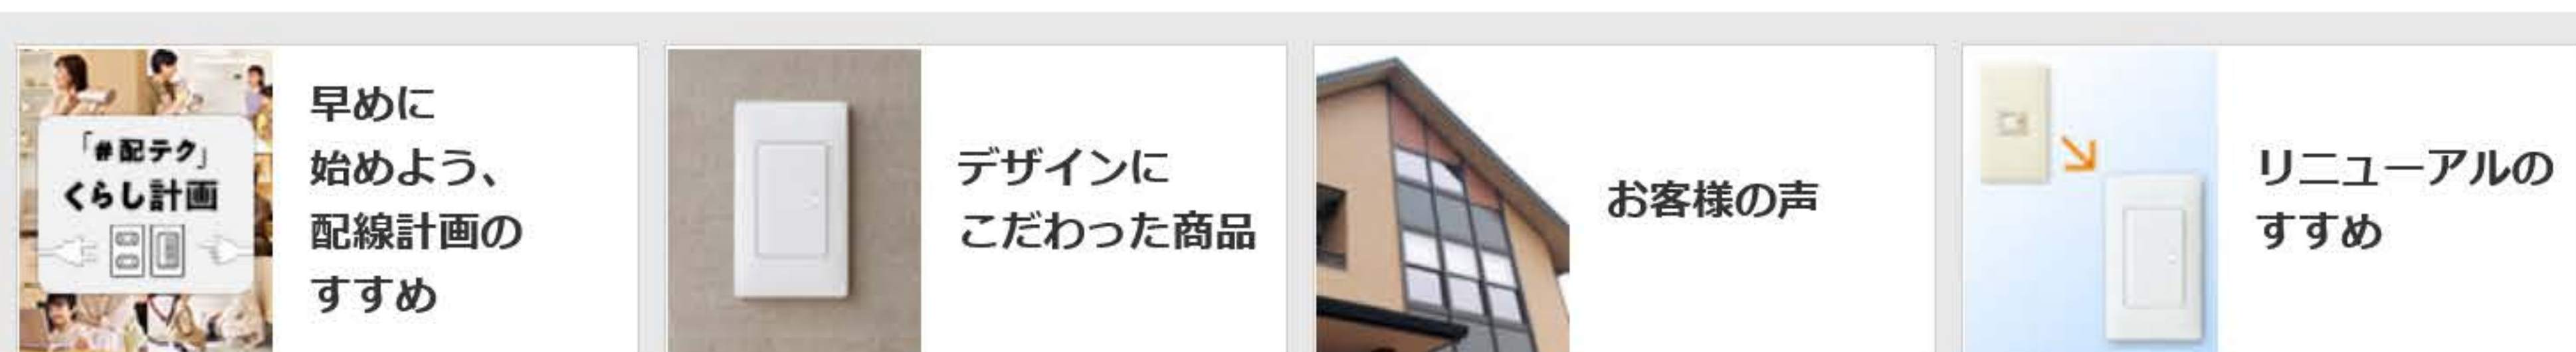 「#配テク」
くらし計画
早めに
始めよう、
配線計画の
すすめ
デザインに
こだわった商品
お客様の声
リニューアルの
すすめ